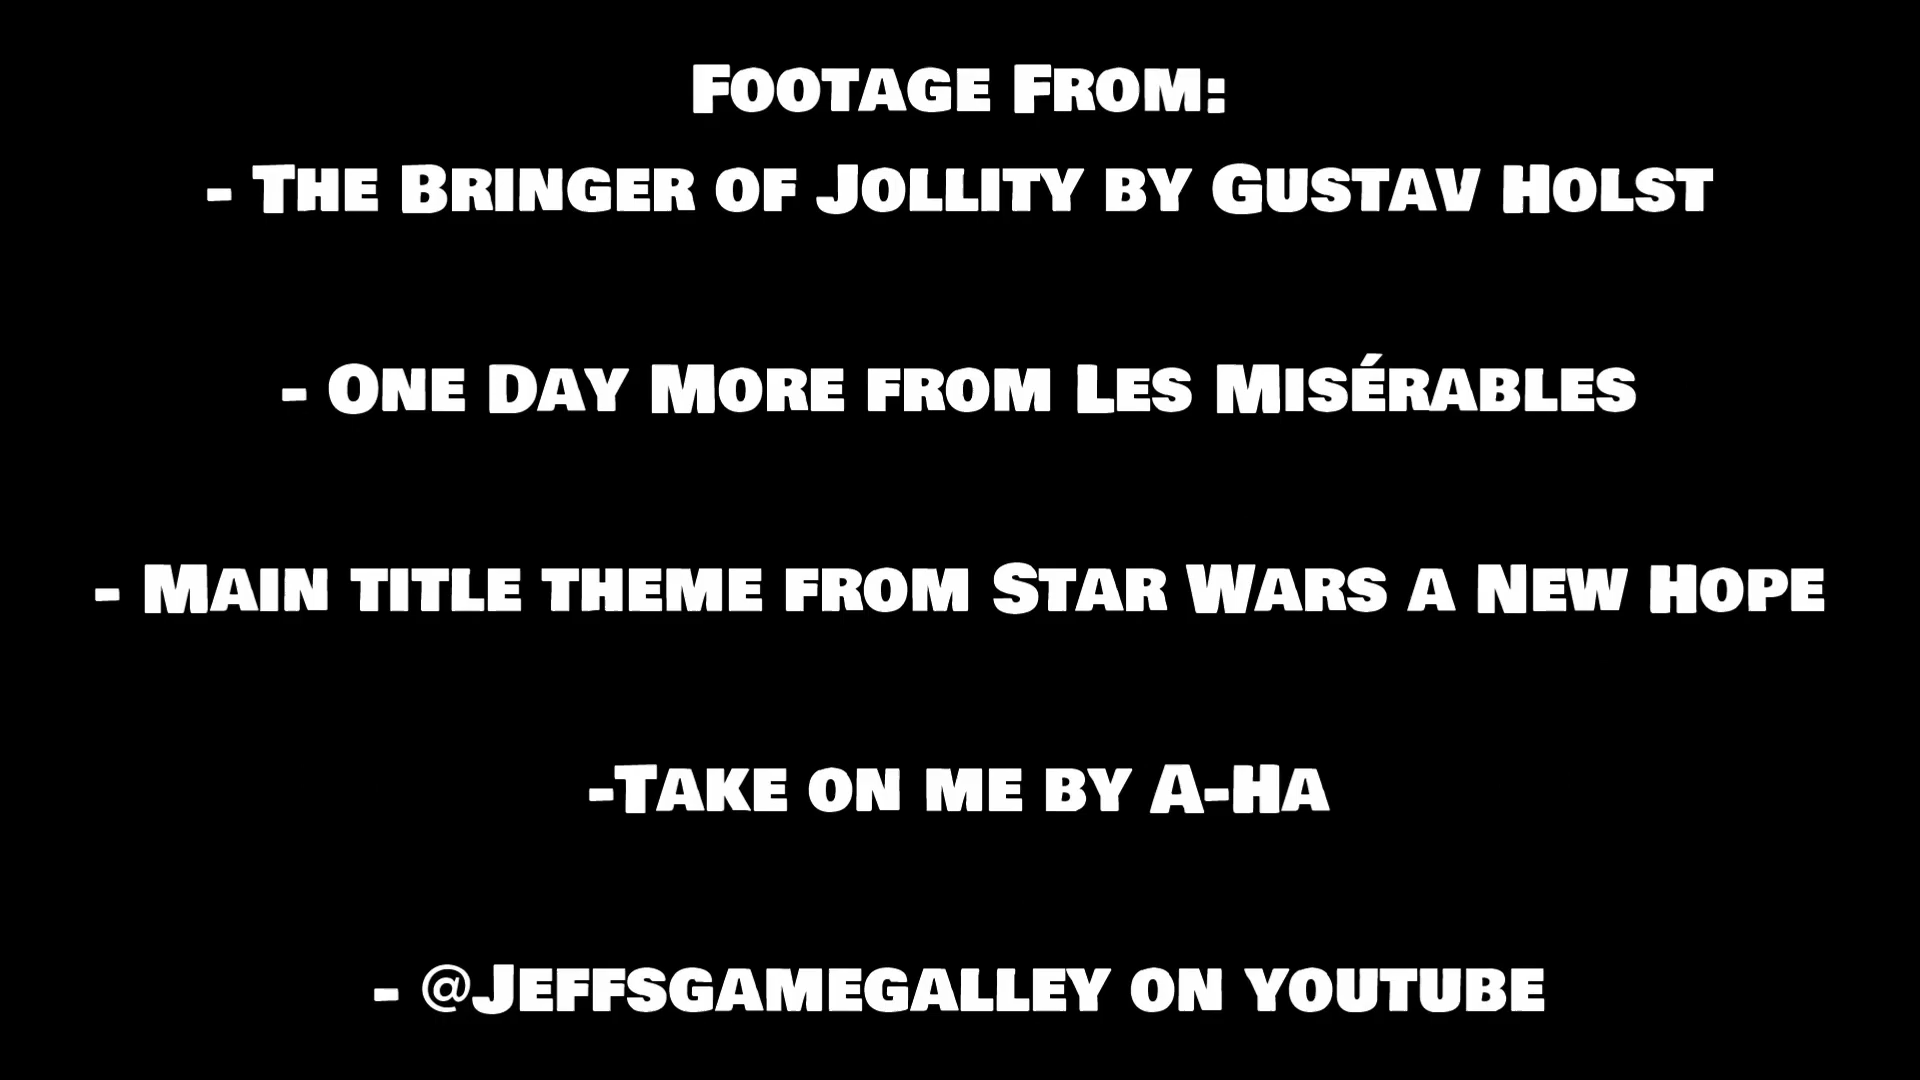 Footage From:
- The Bringer of Jollity by Gustav Holst
- One Day More from Les Misérables
- Main title theme from Star Wars a New Hope
-Take on me by A-Ha
- @Jeffsgamegalley on youtube